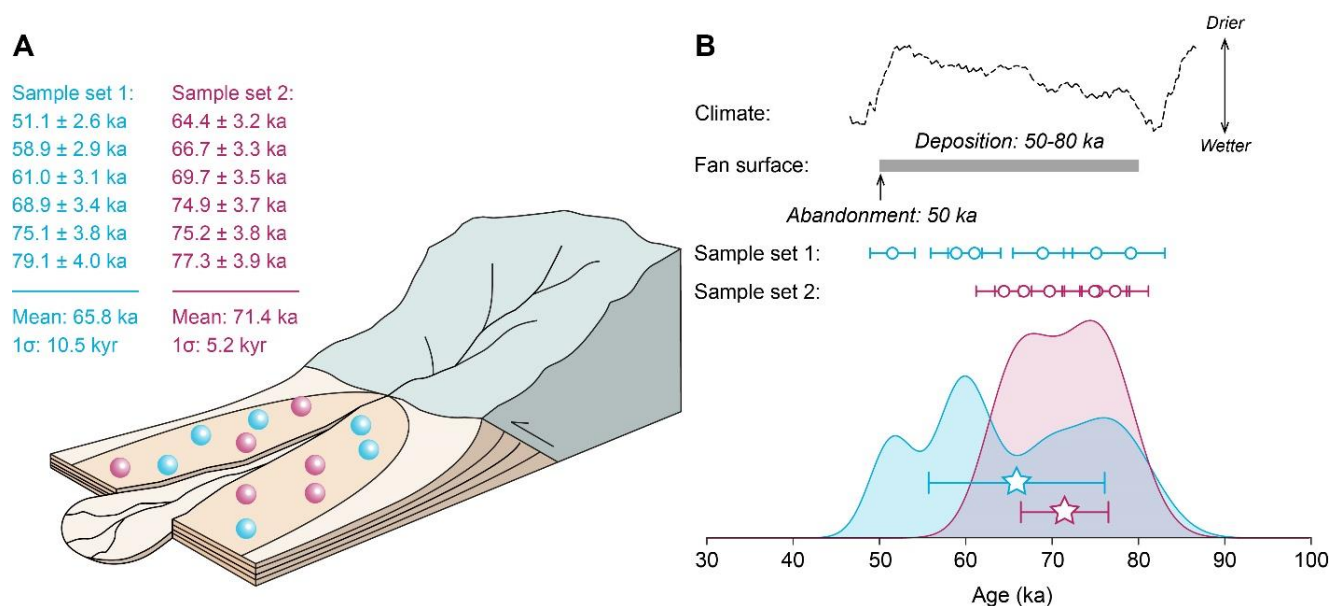 A
Sample set 1:
51.1 ± 2.6 ka
58.9 ± 2.9 ka
61.0 ± 3.1 ka
68.9 ± 3.4 ka
75.1 ± 3.8 ka
79.1 ± 4.0 ka
Mean: 65.8 ka
1σ: 10.5 kyr
Sample set 2:
64.4 ± 3.2 ka
66.7 ± 3.3 ka
69.7 ± 3.5 ka
74.9 ± 3.7 ka
75.2 ± 3.8 ka
77.3 ± 3.9 ka
Mean: 71.4 ka
1σ: 5.2 kyr
B
Drier
Climate:
Wetter
Deposition: 50-80 ka
Fan surface:
Abandonment: 50 ka
Sample set 1:
Sample set 2:
30 40 50 60 70 80 90 100
Age (ka)